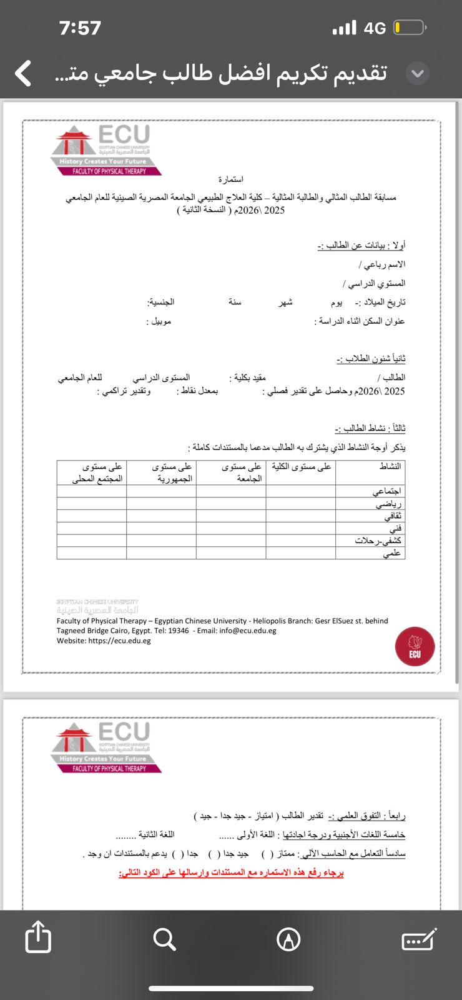 7:57
4G
تقديم تكريم افضل طالب جامعي متـ...
ECU
EGYPTIAN CHINESE UNIVERSITY
الجامعة المصرية الصينية
History Creates Your Future
FACULTY OF PHYSICAL THERAPY
استمارة
مسابقة الطالب المثالي والطالبة المثالية – كلية العلاج الطبيعي الجامعة المصرية الصينية للعام الجامعي
2025 \2026م ( النسخة الثانية )
أولا : بيانات عن الطالب :-
الاسم رباعي /
المستوي الدراسي /
تاريخ الميلاد :- يوم شهر سنة الجنسية:
عنوان السكن اثناء الدراسة : موبيل :
ثانيأ شئون الطلاب :-
الطالب / مقيد بكلية : المستوى الدراسي للعام الجامعي
2025 \2026م وحاصل على تقدير فصلي : بمعدل نقاط : وتقدير تراكمي :
ثالثأ : نشاط الطالب :-
يذكر أوجة النشاط الذي يشترك به الطالب مدعما بالمستندات كاملة :
النشاط على مستوى الكلية على مستوى الجامعة على مستوى الجمهورية على مستوى المجتمع المحلى
اجتماعي
رياضي
ثقافي
فني
كشفي-رحلات
علمي
EGYPTIAN CHINESE UNIVERSITY
الجامعة المصرية الصينية
Faculty of Physical Therapy – Egyptian Chinese University - Heliopolis Branch: Gesr ElSuez st. behind
Tagneed Bridge Cairo, Egypt. Tel: 19346 - Email: info@ecu.edu.eg
Website: https://ecu.edu.eg
ECU
ECU
EGYPTIAN CHINESE UNIVERSITY
الجامعة المصرية الصينية
History Creates Your Future
FACULTY OF PHYSICAL THERAPY
رابعأ : التفوق العلمي :- تقدير الطالب ( امتياز - جيد جدا - جيد )
خامسة اللغات الأجنبية ودرجة اجادتها : اللغة الأولى ...... اللغة الثانية ........
سادسأ التعامل مع الحاسب الآلي : ممتاز ( ) جيد جدا ( ) جدا ( ) يدعم بالمستندات ان وجد .
برجاء رفع هذه الاستماره مع المستندات وارسالها على الكود التالي: